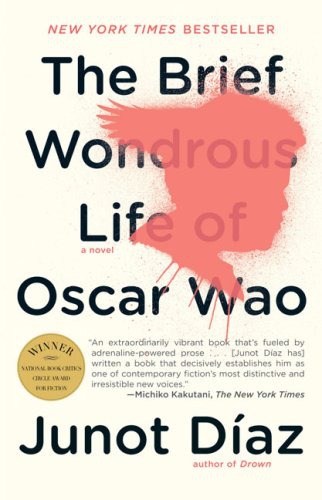 NEW YORK TIMES BESTSELLER
The Brief
Wondrous
Life of
a novel
Oscar Wao
WINNER
NATIONAL BOOK CRITICS
CIRCLE AWARD
FOR FICTION
“An extraordinarily vibrant book that’s fueled by
adrenaline-powered prose . . . [Junot Díaz has]
written a book that decisively establishes him as
one of contemporary fiction’s most distinctive and
irresistible new voices.”
—Michiko Kakutani, The New York Times
Junot Díaz
author of Drown